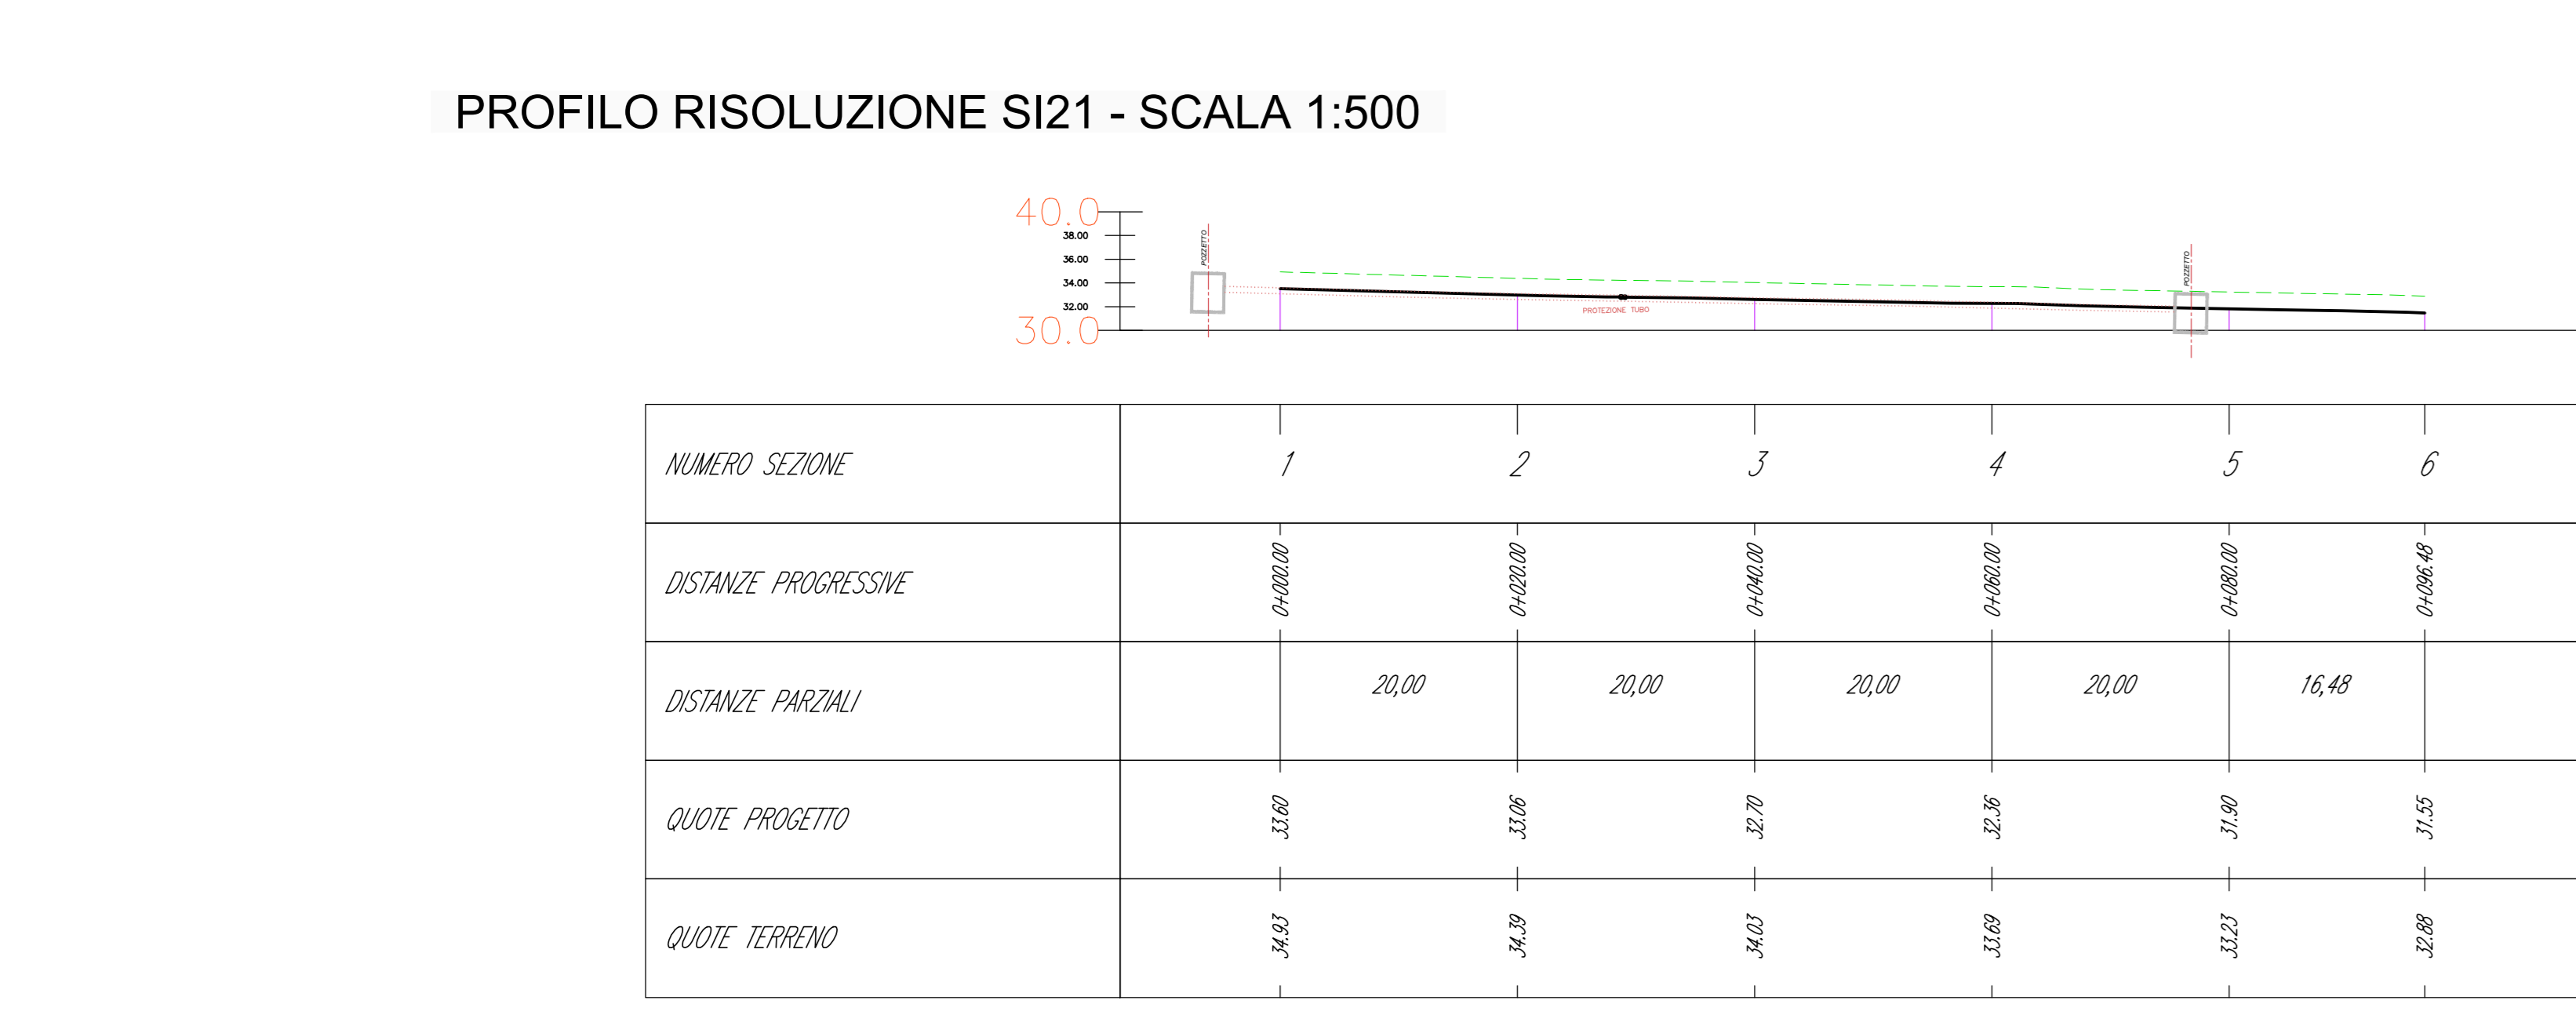 PROFILO RISOLUZIONE SI21 - SCALA 1:500
40.0
38.00
36.00
34.00
32.00
30.0
POZZETTO
PROTEZIONE TUBO
POZZETTO
NUMERO SEZIONE 1 2 3 4 5 6
DISTANZE PROGRESSIVE 0+000.00 0+020.00 0+040.00 0+060.00 0+080.00 0+096.48
DISTANZE PARZIALI 20,00 20,00 20,00 20,00 16,48
QUOTE PROGETTO 33.60 33.06 32.70 32.36 31.90 31.55
QUOTE TERRENO 34.93 34.39 34.03 33.69 33.23 32.88